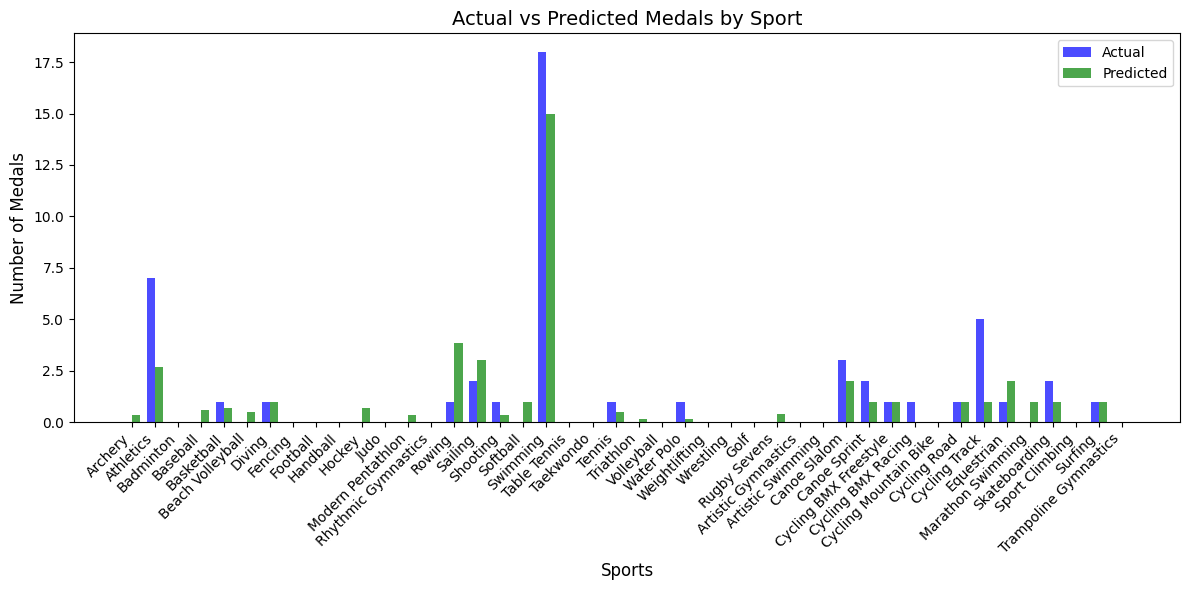 Actual vs Predicted Medals by Sport
Actual
Predicted
Number of Medals
17.5
15.0
12.5
10.0
7.5
5.0
2.5
0.0
Archery
Athletics
Badminton
Baseball
Basketball
Beach Volleyball
Diving
Fencing
Football
Handball
Hockey
Judo
Modern Pentathlon
Rhythmic Gymnastics
Rowing
Sailing
Shooting
Softball
Swimming
Table Tennis
Taekwondo
Tennis
Triathlon
Volleyball
Water Polo
Weightlifting
Wrestling
Golf
Rugby Sevens
Artistic Gymnastics
Artistic Swimming
Canoe Slalom
Canoe Sprint
Cycling BMX Freestyle
Cycling BMX Racing
Cycling Mountain Bike
Cycling Road
Cycling Track
Equestrian
Marathon Swimming
Skateboarding
Sport Climbing
Surfing
Trampoline Gymnastics
Sports